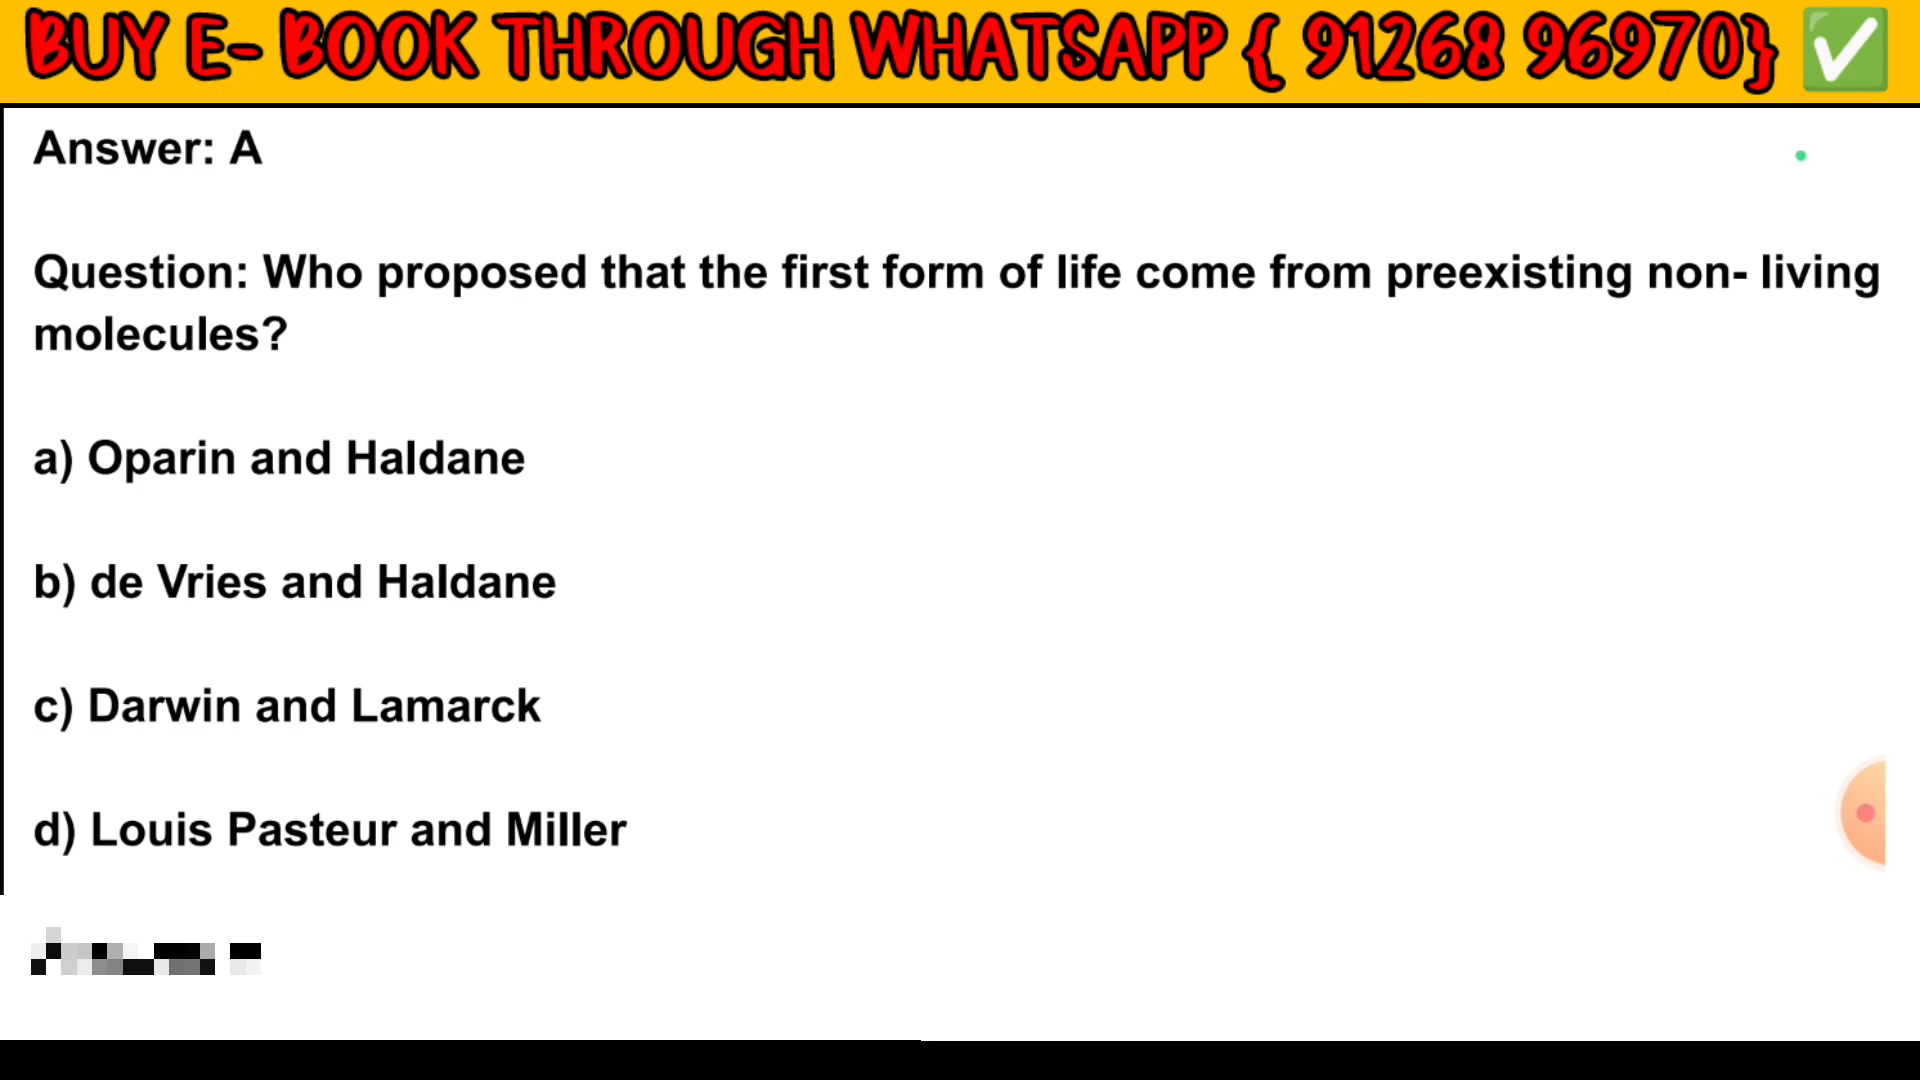 BUY E- BOOK THROUGH WHATSAPP { 91268 96970} ✅
Answer: A
Question: Who proposed that the first form of life come from preexisting non- living
molecules?
a) Oparin and Haldane
b) de Vries and Haldane
c) Darwin and Lamarck
d) Louis Pasteur and Miller